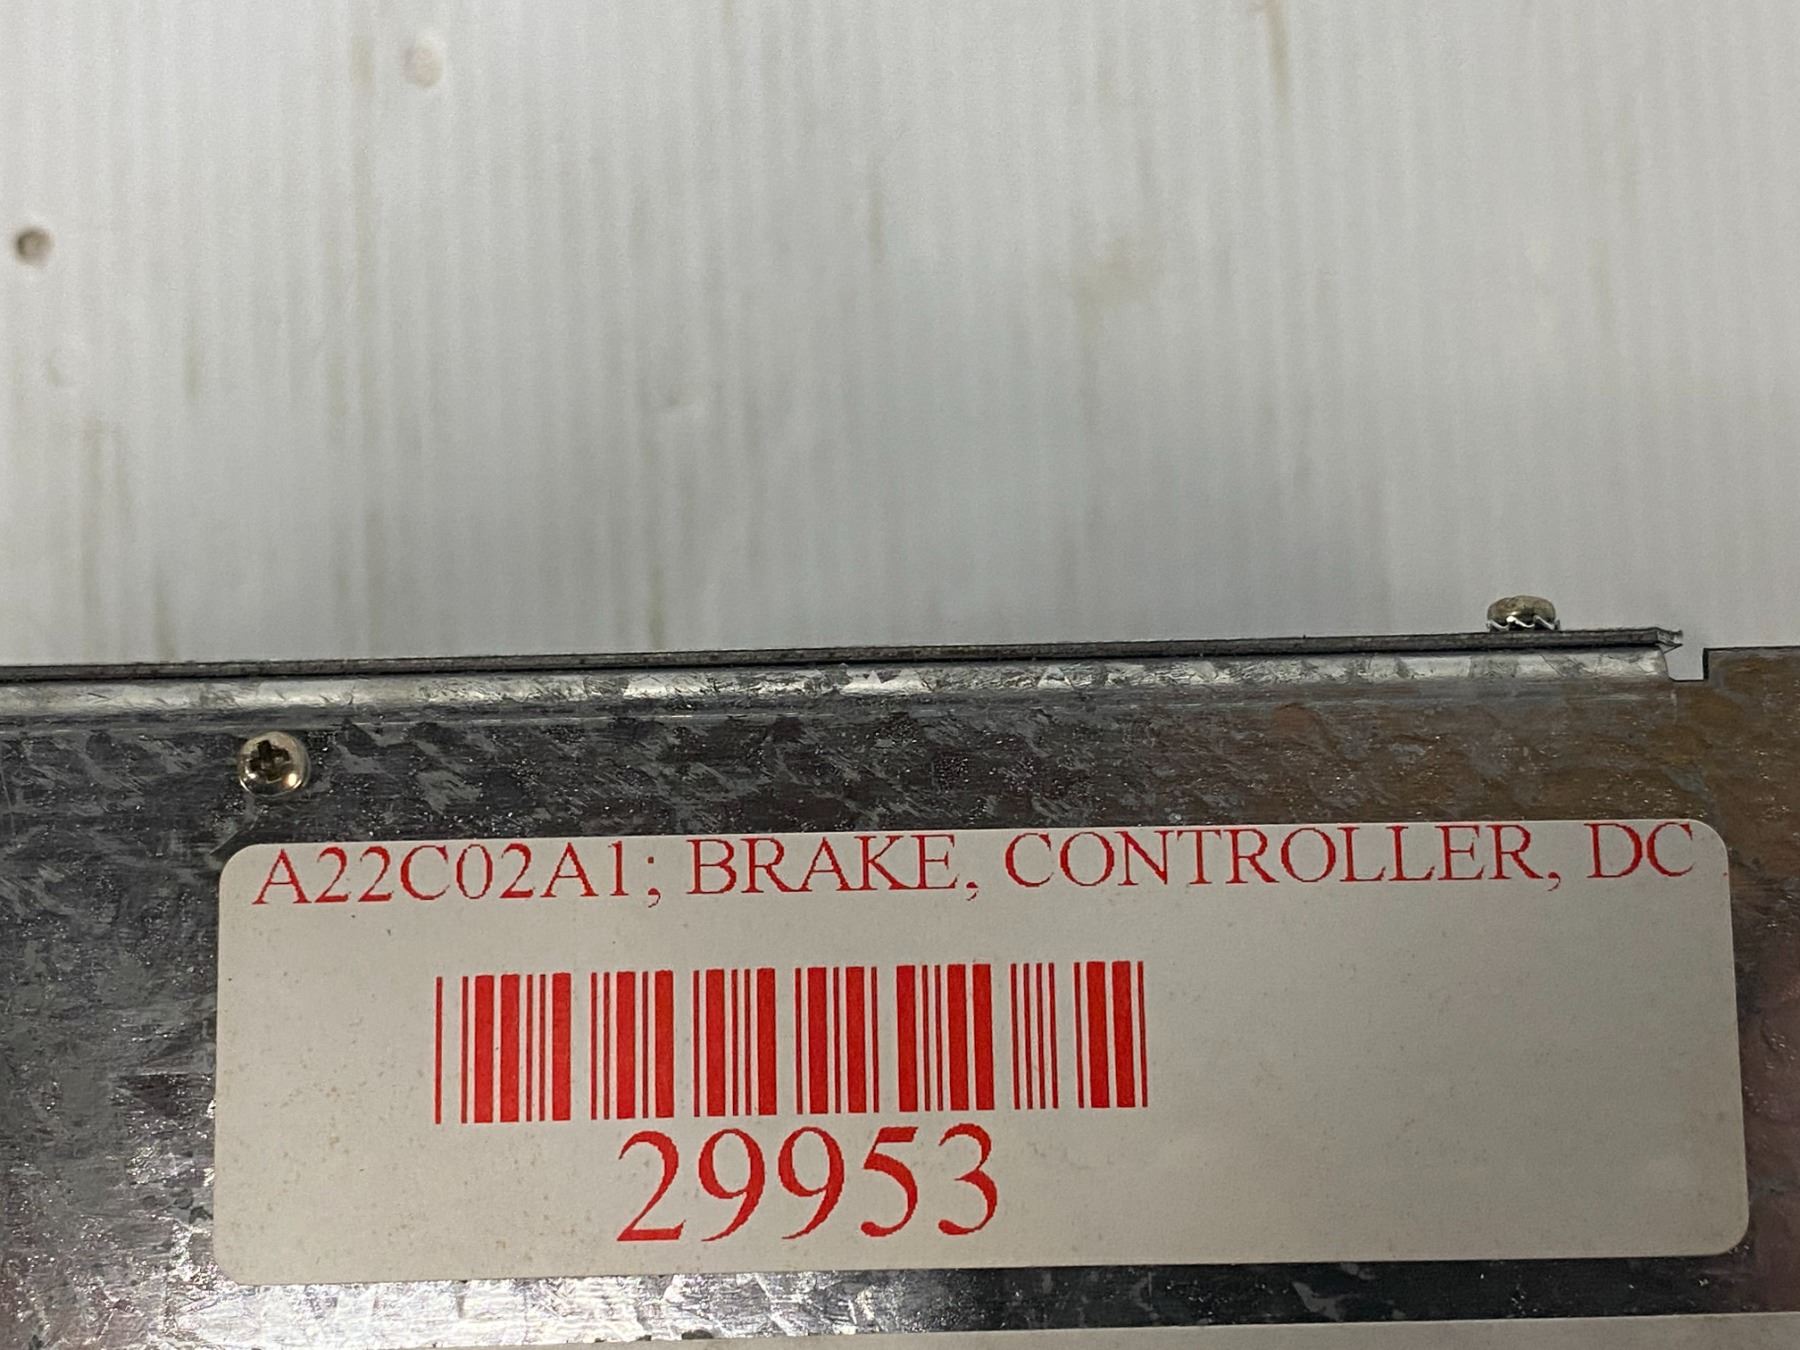 A22C02A1; BRAKE, CONTROLLER, DC
29953